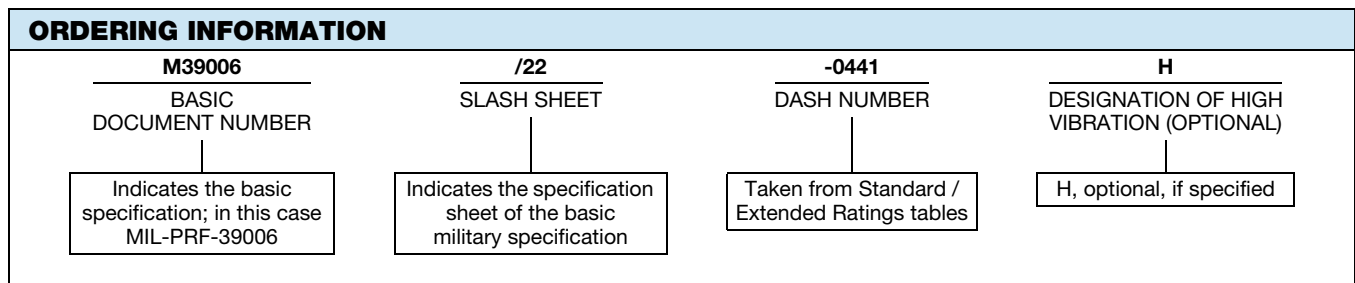 ORDERING INFORMATION
M39006 /22 -0441 H
BASIC DOCUMENT NUMBER
SLASH SHEET
DASH NUMBER
DESIGNATION OF HIGH VIBRATION (OPTIONAL)
Indicates the basic
specification; in this case
MIL-PRF-39006
Indicates the specification
sheet of the basic
military specification
Taken from Standard /
Extended Ratings tables
H, optional, if specified